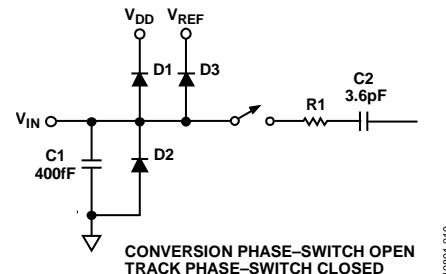 VDD VREF
D1 D3
C2
3.6pF
R1
VIN
C1
400fF
D2
CONVERSION PHASE–SWITCH OPEN
TRACK PHASE–SWITCH CLOSED